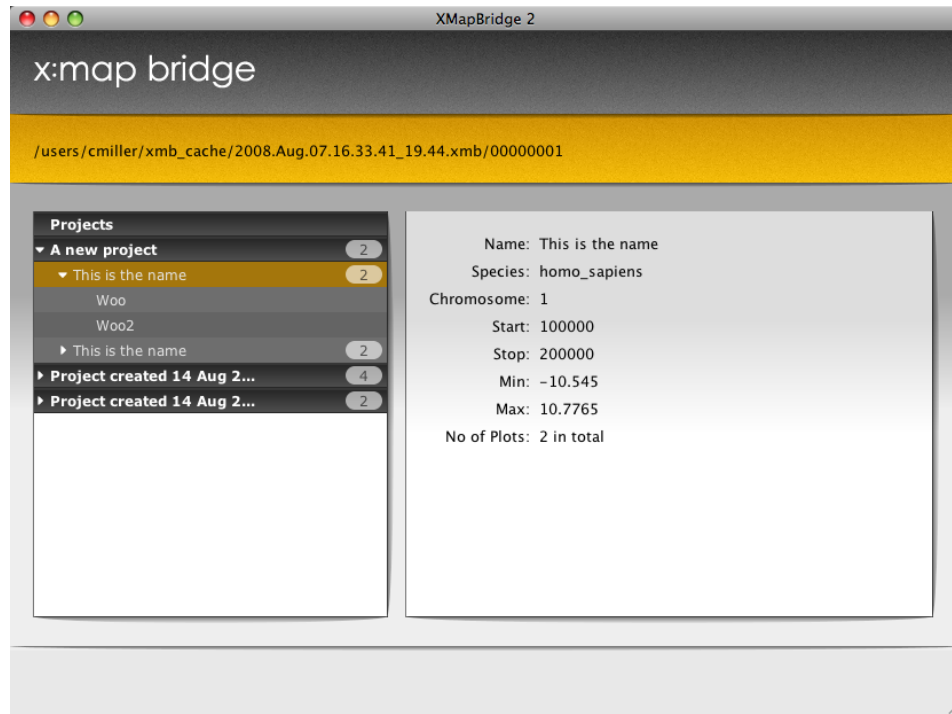 XMapBridge 2
x:map bridge
/users/cmiller/xmb_cache/2008.Aug.07.16.33.41_19.44.xmb/00000001
Projects
A new project 2
This is the name 2
Woo
Woo2
This is the name 2
Project created 14 Aug 2... 4
Project created 14 Aug 2... 2
Name: This is the name
Species: homo_sapiens
Chromosome: 1
Start: 100000
Stop: 200000
Min: -10.545
Max: 10.7765
No of Plots: 2 in total